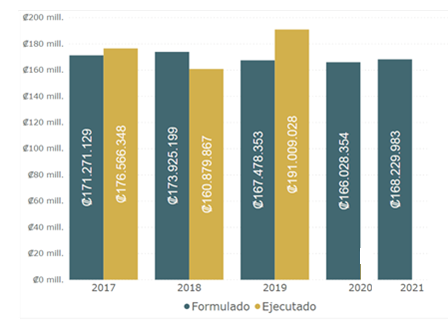 ₡200 mill.
₡180 mill.
₡160 mill.
₡140 mill.
₡120 mill.
₡100 mill.
₡80 mill.
₡60 mill.
₡40 mill.
₡20 mill.
₡0 mill.
₡171.271.129
₡176.566.348
₡173.925.199
₡160.879.867
₡167.478.353
₡191.009.028
₡166.028.354
₡168.229.983
2017 2018 2019 2020 2021
Formulado Ejecutado